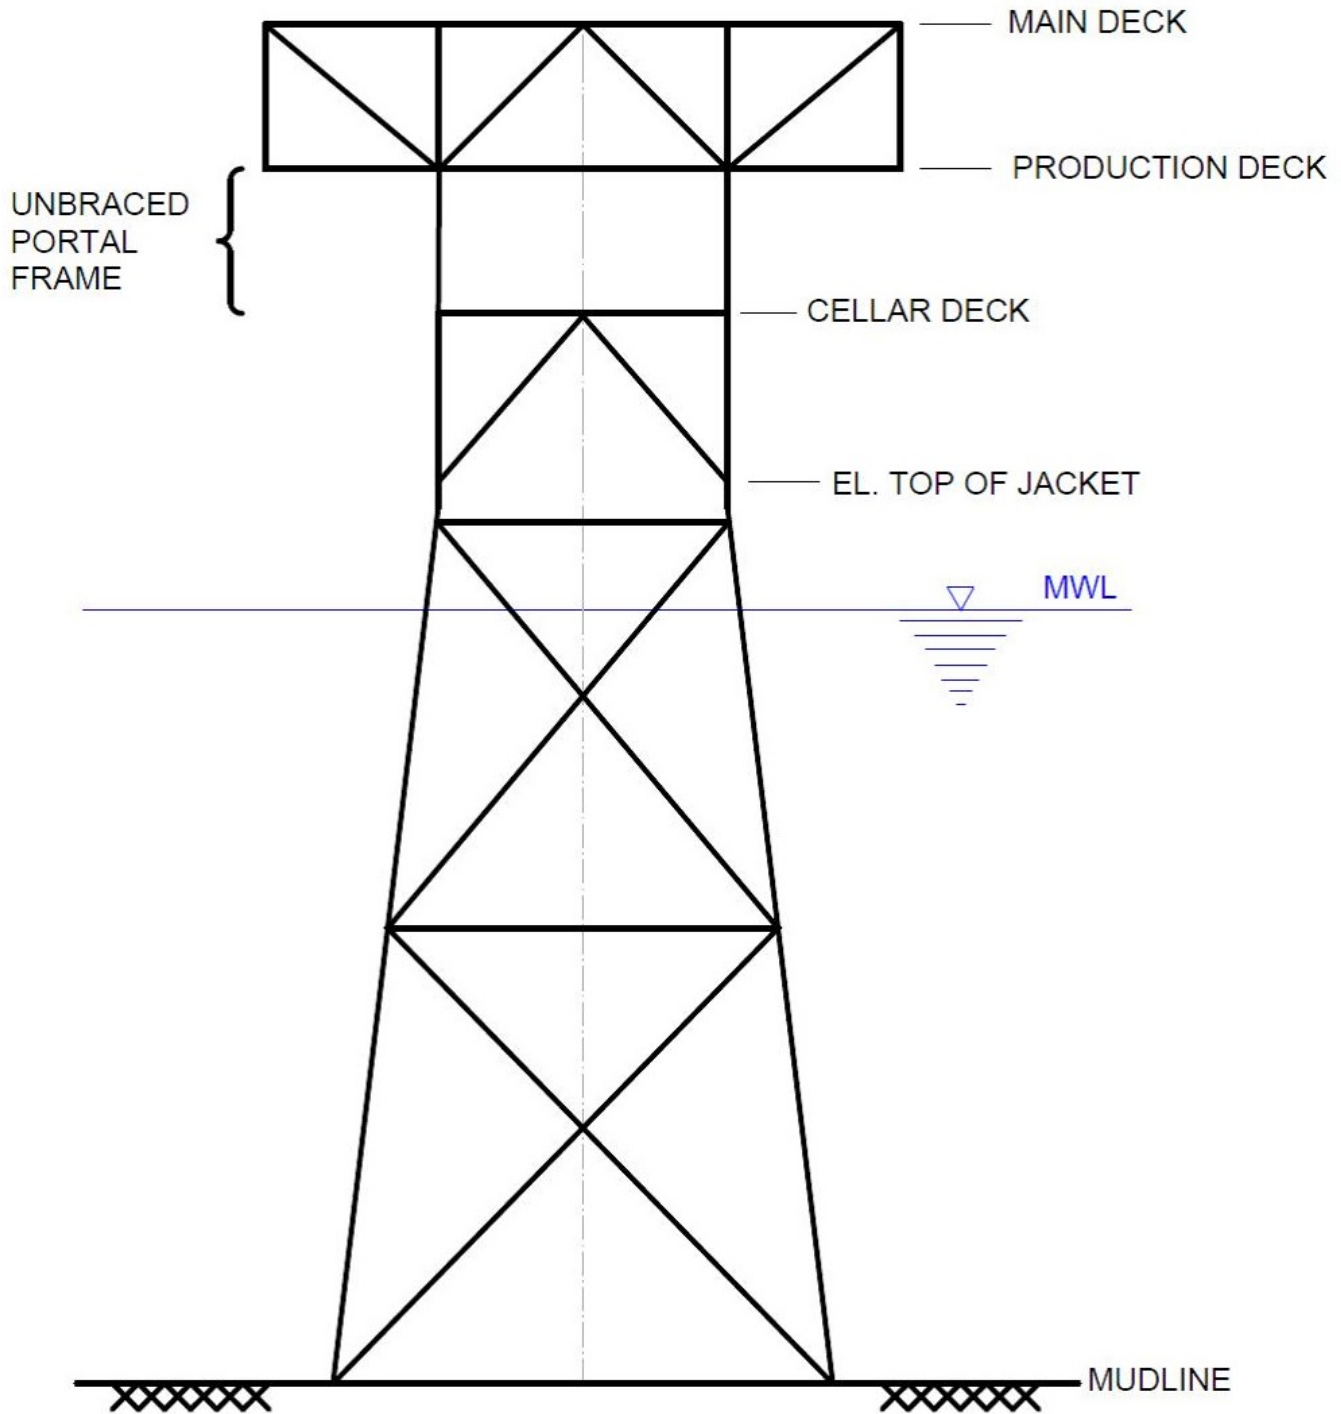 MAIN DECK
PRODUCTION DECK
UNBRACED
PORTAL
FRAME
CELLAR DECK
EL. TOP OF JACKET
MWL
MUDLINE